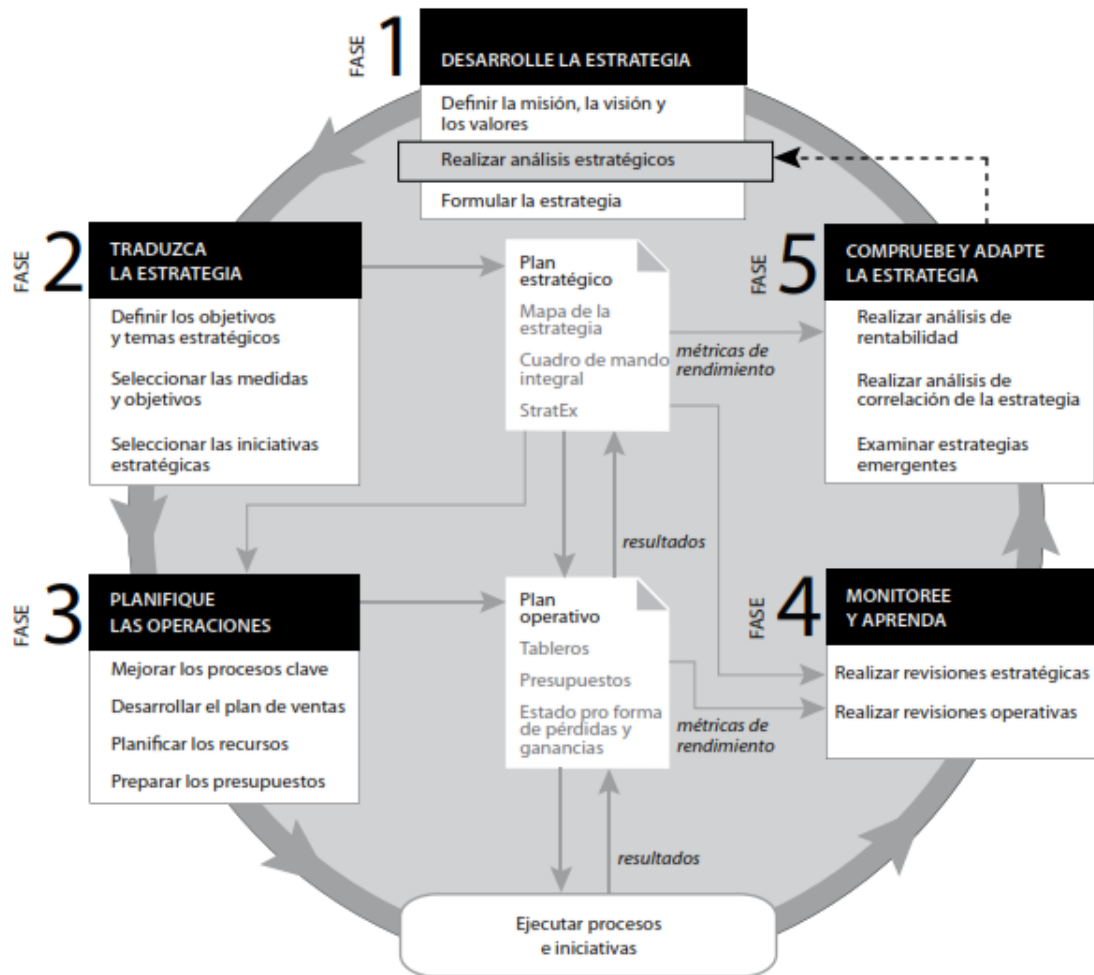 FASE 1
DESARROLLE LA ESTRATEGIA
Definir la misión, la visión y
los valores
Realizar análisis estratégicos
Formular la estrategia
FASE 2
TRADUZCA
LA ESTRATEGIA
Definir los objetivos
y temas estratégicos
Seleccionar las medidas
y objetivos
Seleccionar las iniciativas
estratégicas
Plan
estratégico
Mapa de la
estrategia
Cuadro de mando
integral
StratEx
métricas de
rendimiento
FASE 5
COMPRUEBE Y ADAPTE
LA ESTRATEGIA
Realizar análisis de
rentabilidad
Realizar análisis de
correlación de la estrategia
Examinar estrategias
emergentes
resultados
FASE 3
PLANIFIQUE
LAS OPERACIONES
Mejorar los procesos clave
Desarrollar el plan de ventas
Planificar los recursos
Preparar los presupuestos
Plan
operativo
Tableros
Presupuestos
Estado pro forma
de pérdidas y
ganancias
métricas de
rendimiento
FASE 4
MONITOREE
Y APRENDA
Realizar revisiones estratégicas
Realizar revisiones operativas
resultados
Ejecutar procesos
e iniciativas